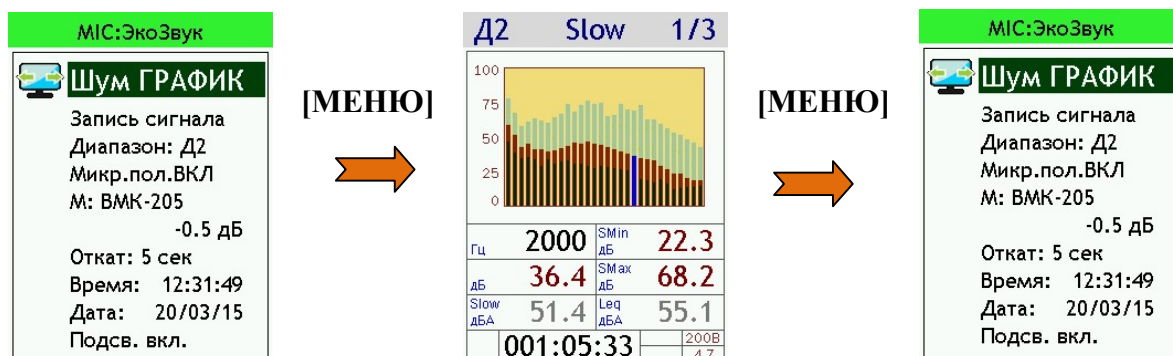 MIC:ЭкоЗвук
Шум ГРАФИК
Запись сигнала
Диапазон: Д2
Микр.пол.ВКЛ
М: ВМК-205
-0.5 дБ
Откат: 5 сек
Время: 12:31:49
Дата: 20/03/15
Подсв. вкл.
[МЕНЮ]
Д2 Slow 1/3
100
75
50
25
0
Гц 2000 SMin дБ 22.3
дБ 36.4 SMax дБ 68.2
Slow дБА 51.4 Leq дБА 55.1
001:05:33 200В
4.7
[МЕНЮ]
MIC:ЭкоЗвук
Шум ГРАФИК
Запись сигнала
Диапазон: Д2
Микр.пол.ВКЛ
М: ВМК-205
-0.5 дБ
Откат: 5 сек
Время: 12:31:49
Дата: 20/03/15
Подсв. вкл.